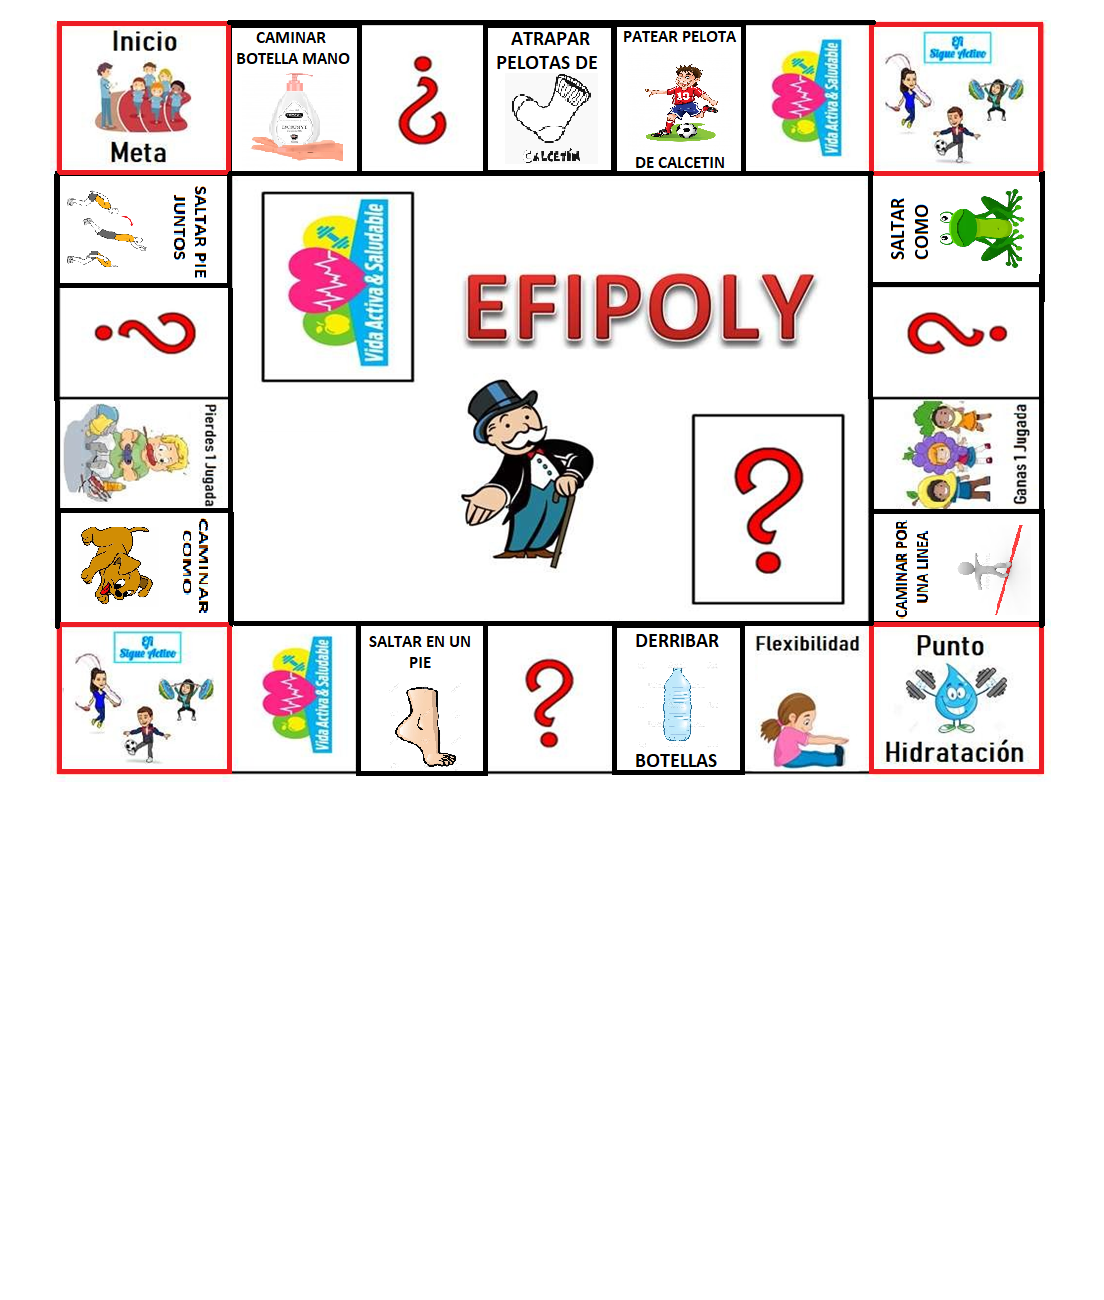 Inicio
Meta
CAMINAR
BOTELLA MANO
¿
ATRAPAR
PELOTAS DE
CALCETÍN
PATEAR PELOTA
DE CALCETIN
Vida Activa & Saludable
Efi
Sigue Activo
SALTAR PIE
JUNTOS
?
Pierdes 1 Jugada
CAMINAR
COMO
Vida Activa & Saludable
EFIPOLY
?
SALTAR
COMO
?
Ganas 1 Jugada
CAMINAR POR
UNA LINEA
Efi
Sigue Activo
Vida Activa & Saludable
SALTAR EN UN
PIE
?
DERRIBAR
BOTELLAS
Flexibilidad
Punto
Hidratación